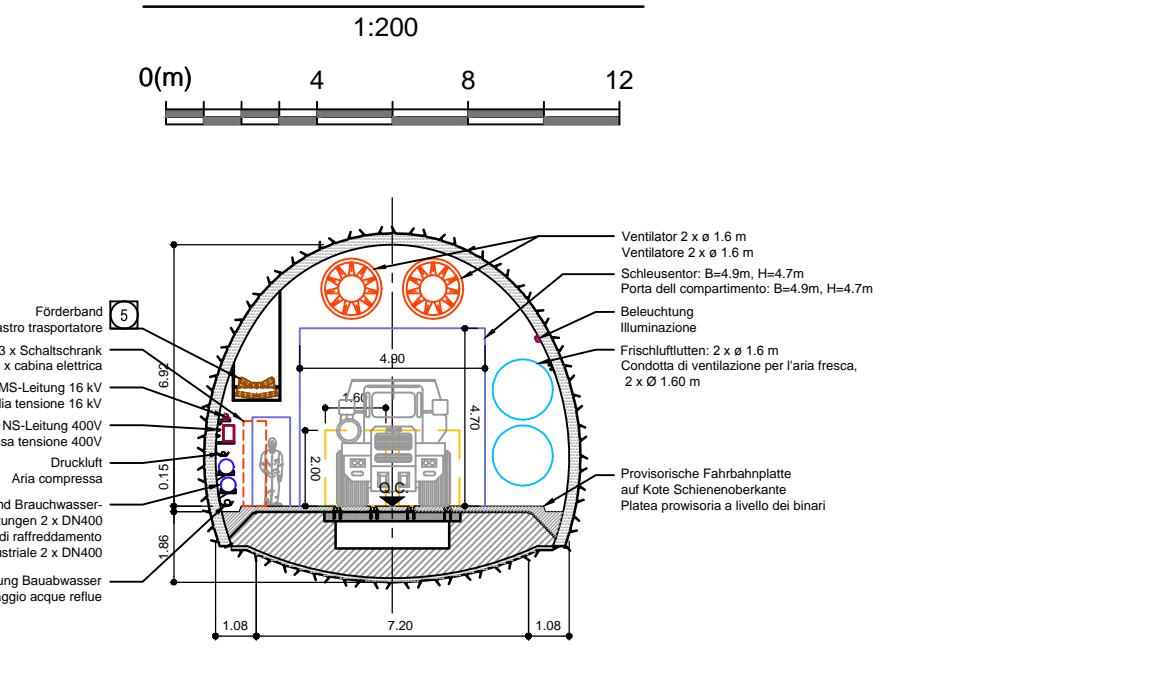 1:200
0(m) 4 8 12
Ventilator 2 x ø 1.6 m
Ventilatore 2 x ø 1.6 m
Schleusentor: B=4.9m, H=4.7m
Porta dell compartimento: B=4.9m, H=4.7m
Förderband
astro trasportatore
5
Beleuchtung
Illuminazione
3 x Schaltschrank
x cabina elettrica
Frischluftlutten: 2 x ø 1.6 m
Condotta di ventilazione per l'aria fresca,
2 x Ø 1.60 m
MS-Leitung 16 kV
dia tensione 16 kV
NS-Leitung 400V
ssa tensione 400V
Druckluft
Aria compressa
nd Brauchwasser-
tungen 2 x DN400
di raffreddamento
ustriale 2 x DN400
ung Bauabwasser
aggio acque reflue
Provisorische Fahrbahnplatte
auf Kote Schienenoberkante
Platea provisoria a livello dei binari
6.92
0.15
1.86
4.90
1.60
4.70
2.00
1.08 7.20 1.08